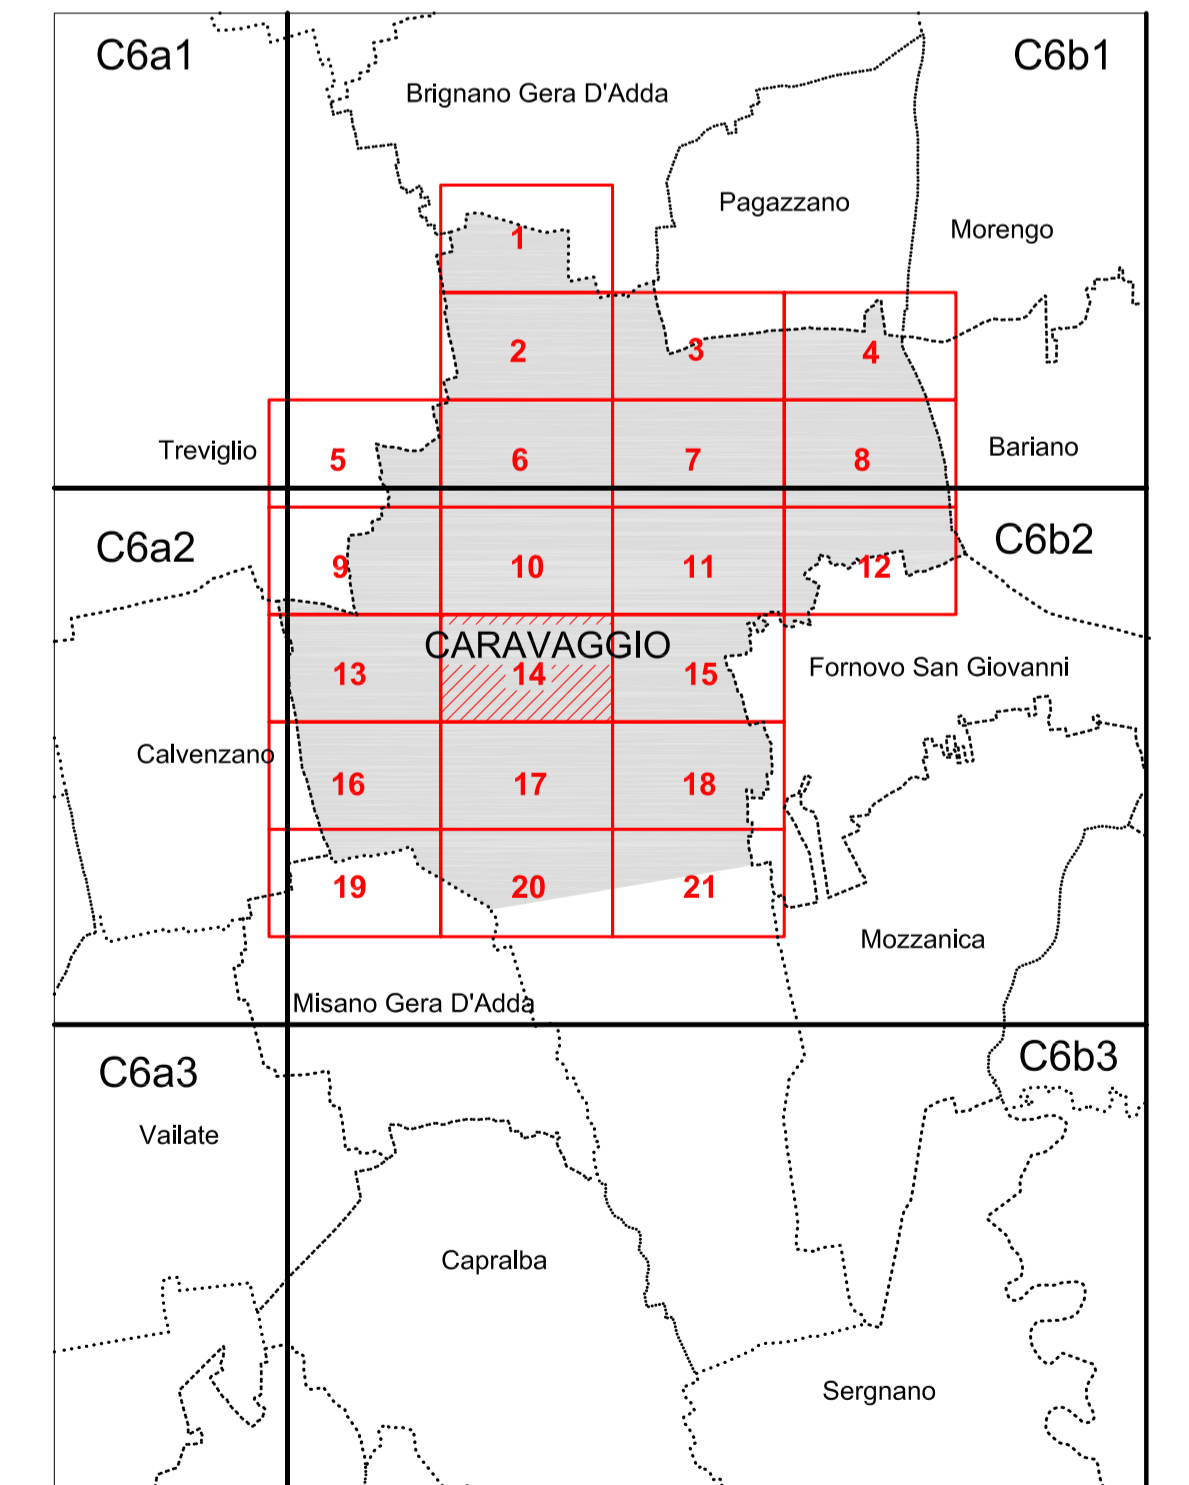 C6a1
C6b1
Brignano Gera D'Adda
Pagazzano
Morengo
1
2
3
4
Treviglio
5
6
7
8
Bariano
C6a2
C6b2
9
10
11
12
CARAVAGGIO
13
14
15
Fornovo San Giovanni
Calvenzano
16
17
18
19
20
21
Mozzanica
Misano Gera D'Adda
C6a3
C6b3
Vailate
Capralba
Sergnano